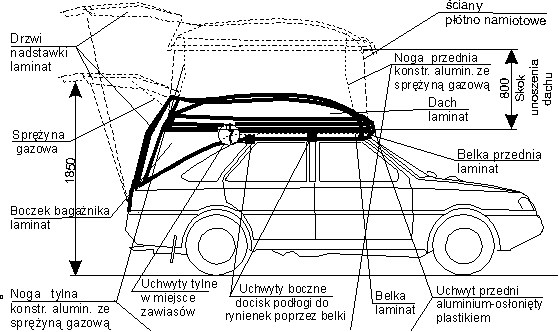 ściany
płótno namiotowe
Drzwi
nadstawki
laminat
Noga przednia
konstr. alumin. ze
sprężyną gazową
800
Skok
unoszenia
dachu
Dach
laminat
Sprężyna
gazowa
1850
Belka przednia
laminat
Boczek bagażnika
laminat
Noga tylna
konstr. alumin. ze
sprężyną gazową
Uchwyty tylne
w miejsce
zawiasów
Uchwyty boczne
docisk podłogi do
rynienek poprzez belki
Belka
laminat
Uchwyt przedni
aluminium-osłonięty
plastikiem